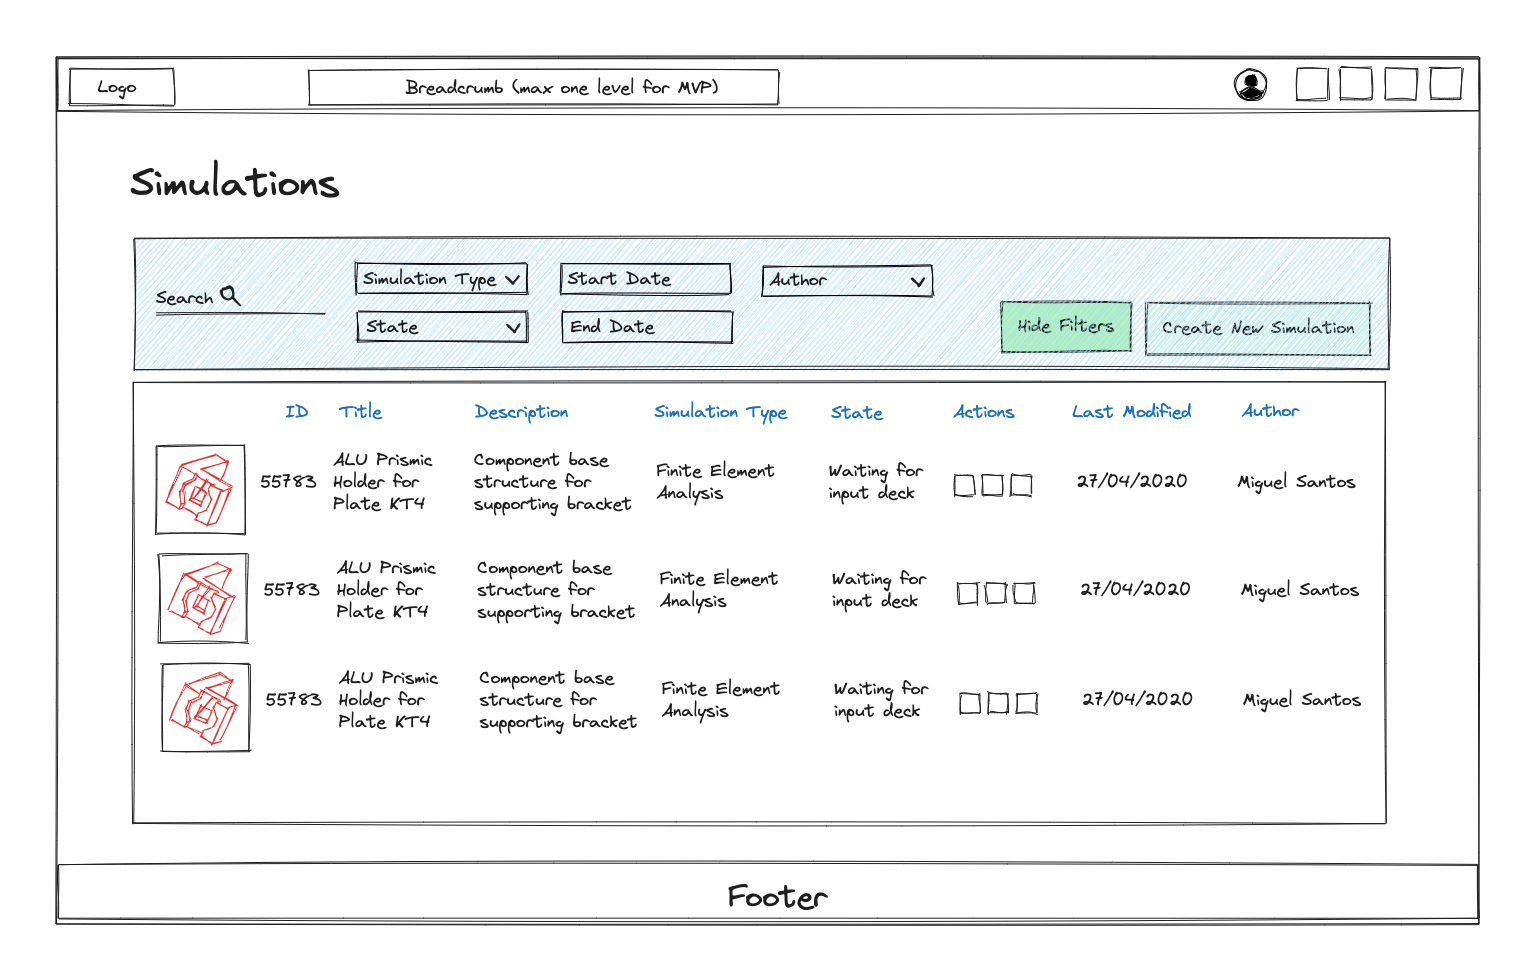 Logo
Breadcrumb (max one level for MVP)
Simulations
Search
Simulation Type
Start Date
Author
State
End Date
Hide Filters
Create New Simulation
ID Title Description Simulation Type State Actions Last Modified Author
55783
ALU Prismic
Holder for
Plate KT4
Component base
structure for
supporting bracket
Finite Element
Analysis
Waiting for
input deck
27/04/2020
Miguel Santos
55783
ALU Prismic
Holder for
Plate KT4
Component base
structure for
supporting bracket
Finite Element
Analysis
Waiting for
input deck
27/04/2020
Miguel Santos
55783
ALU Prismic
Holder for
Plate KT4
Component base
structure for
supporting bracket
Finite Element
Analysis
Waiting for
input deck
27/04/2020
Miguel Santos
Footer